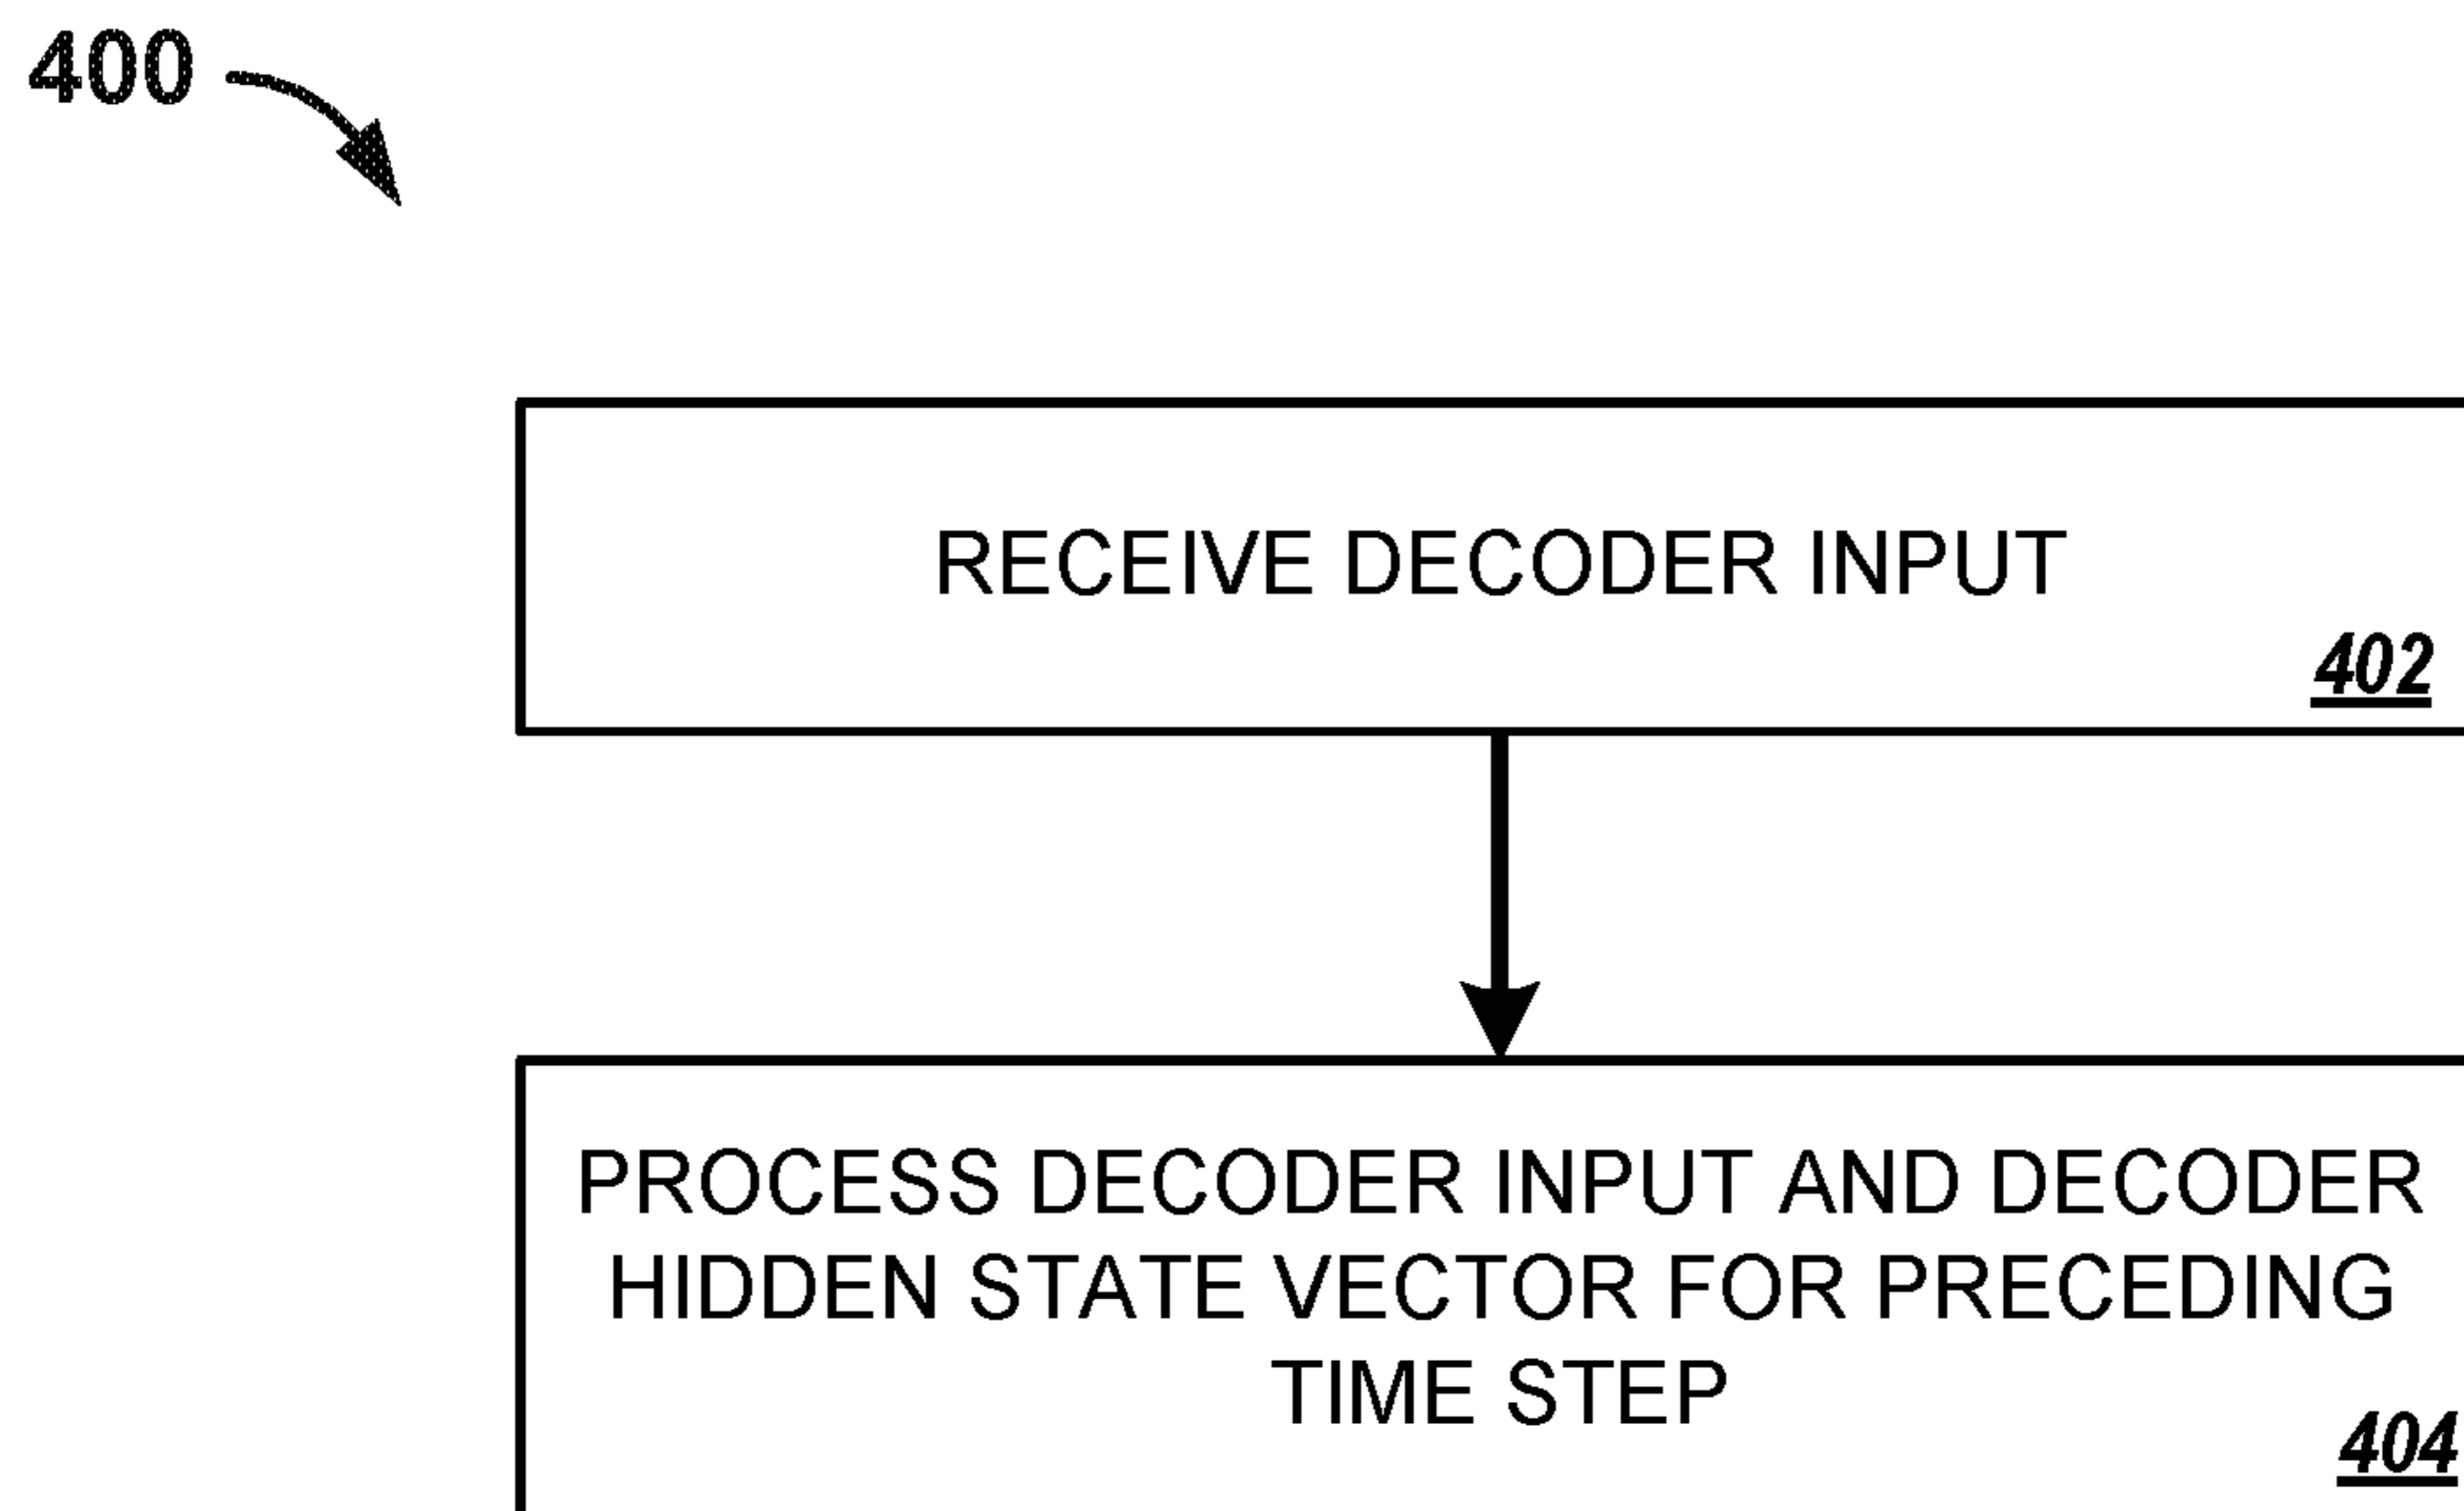 400
RECEIVE DECODER INPUT
402
PROCESS DECODER INPUT AND DECODER
HIDDEN STATE VECTOR FOR PRECEDING
TIME STEP
404